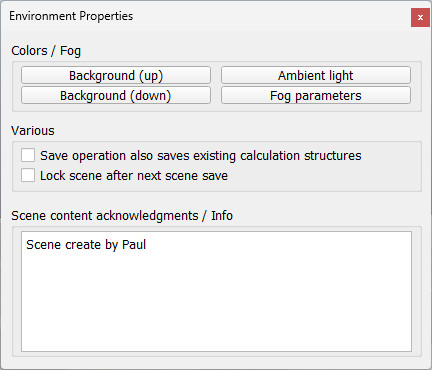 Environment Properties
x
Colors / Fog
Background (up)
Ambient light
Background (down)
Fog parameters
Various
Save operation also saves existing calculation structures
Lock scene after next scene save
Scene content acknowledgments / Info
Scene create by Paul